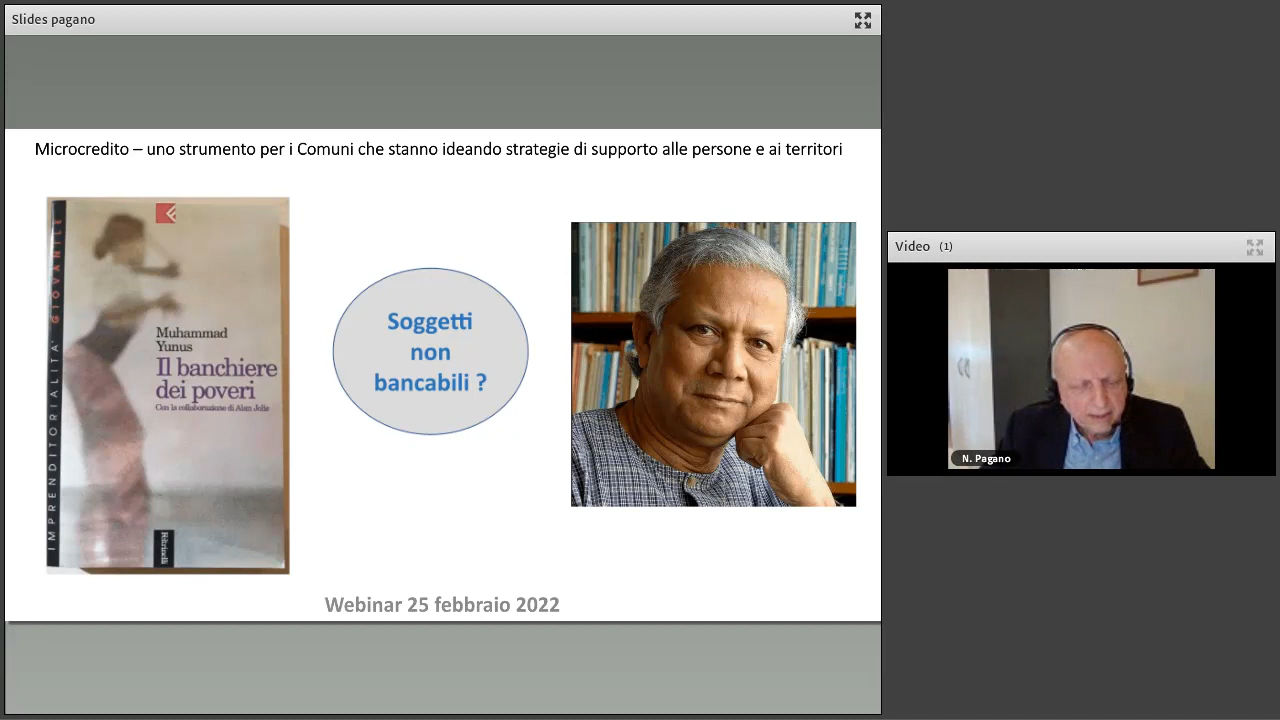 Slides pagano
Microcredito – uno strumento per i Comuni che stanno ideando strategie di supporto alle persone e ai territori
IMPRENDITORIALITA' GIOVANILE
Muhammad
Yunus
Il banchiere
dei poveri
Con la collaborazione di Alan Jolis
Feltrinelli
Soggetti
non
bancabili ?
Webinar 25 febbraio 2022
Video (1)
N. Pagano